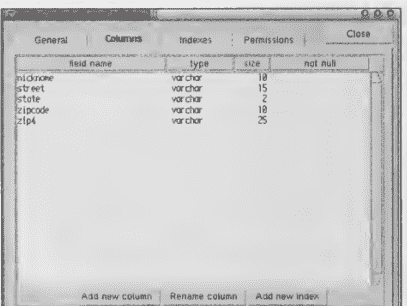 General Columns Indexes Permissions Close
field name type size not null
nickname varchar 10
street varchar 15
state varchar 2
zipcode varchar 10
zip4 varchar 25
Add new column Rename column Add new index